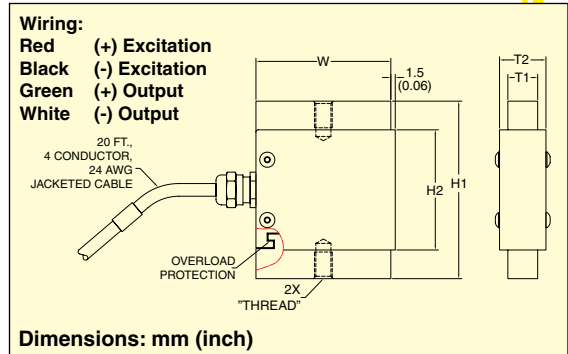 Wiring:
Red (+) Excitation
Black (-) Excitation
Green (+) Output
White (-) Output
20 FT.,
4 CONDUCTOR,
24 AWG
JACKETED CABLE
W
1.5
(0.06)
T2
T1
H2
H1
OVERLOAD
PROTECTION
2X
"THREAD"
Dimensions: mm (inch)